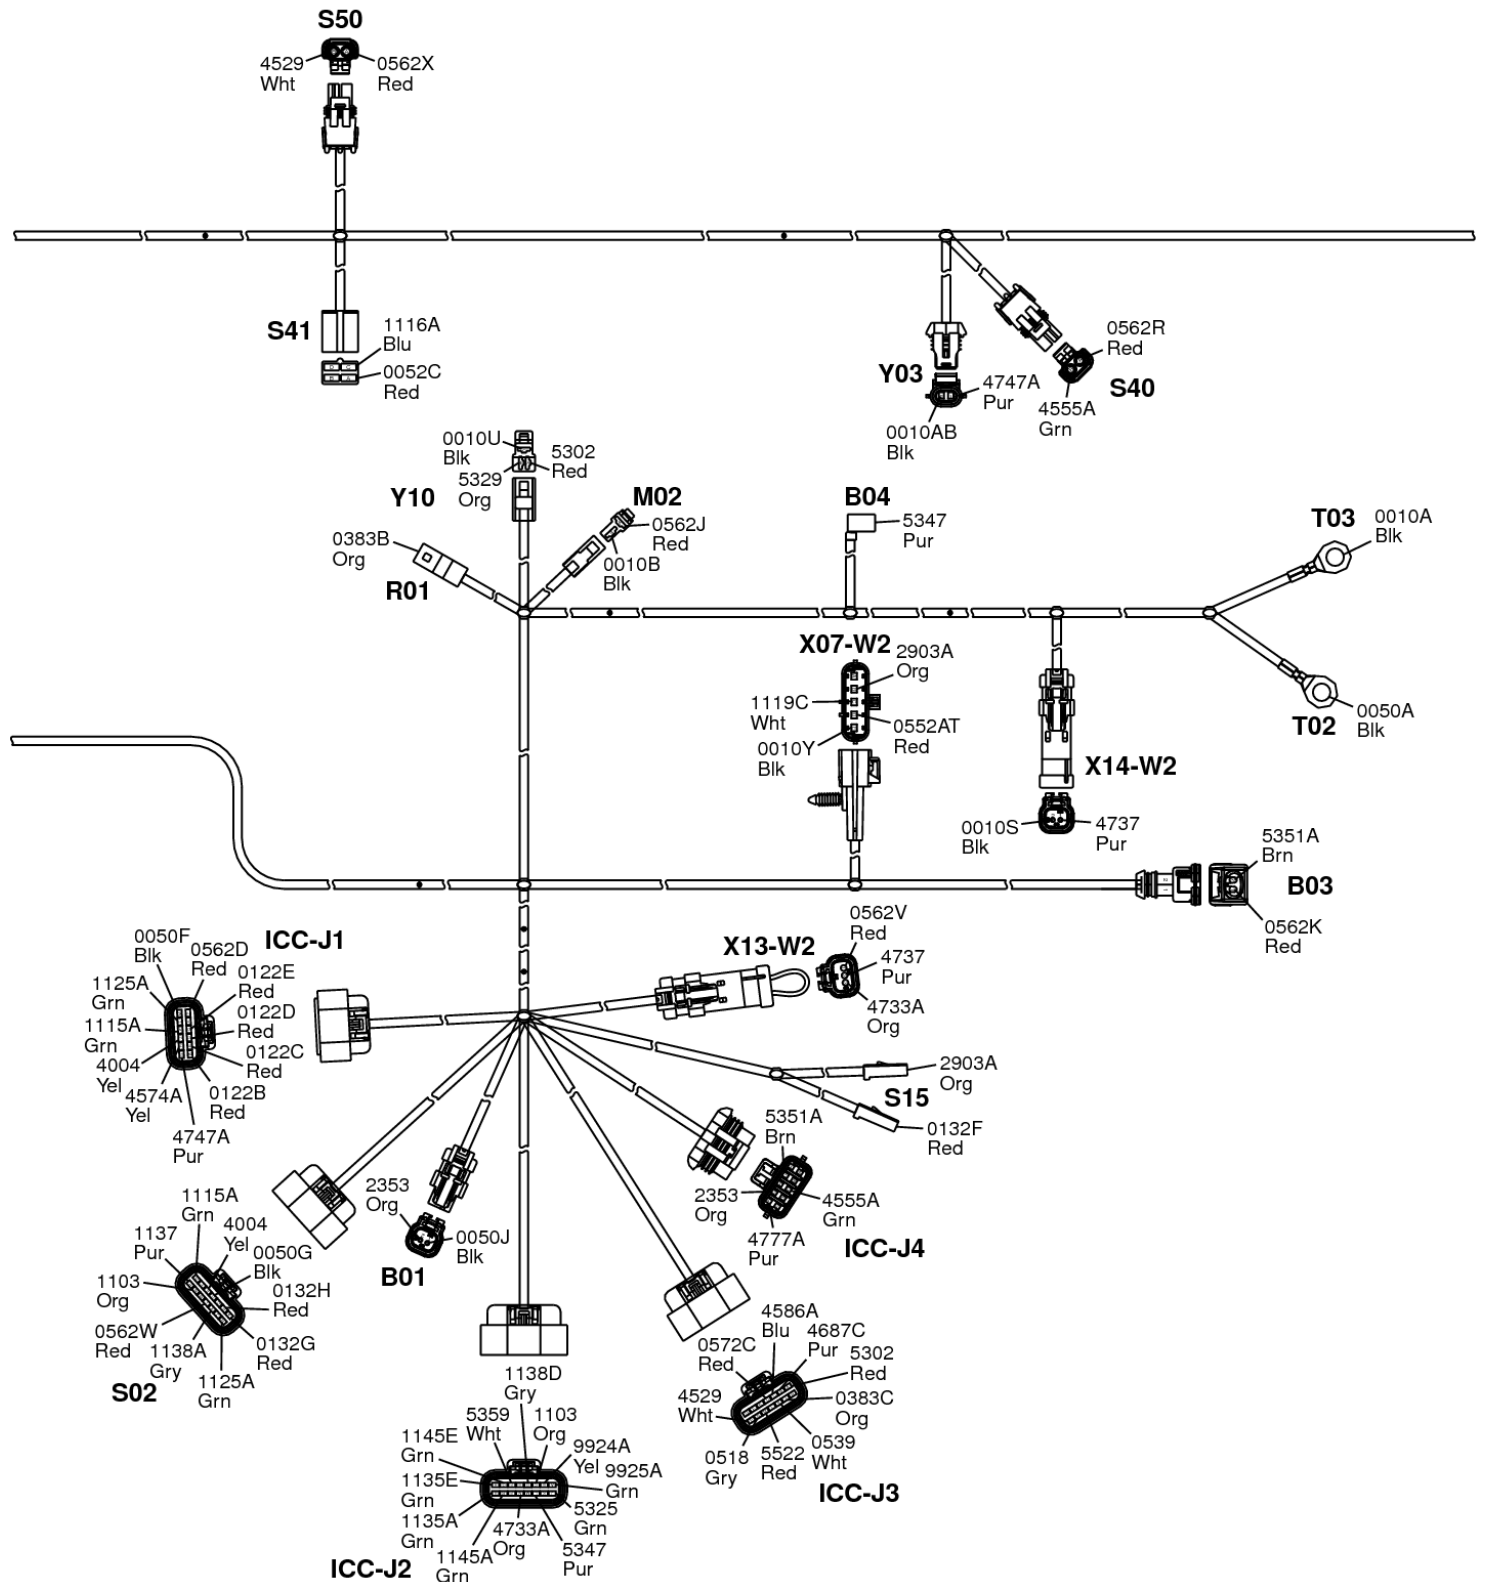 S50
4529
Wht
0562X
Red
S41
1116A
Blu
0052C
Red
Y03
4747A
Pur
0010AB
Blk
0562R
Red
S40
4555A
Grn
0010U
Blk
5302
Red
5329
Org
Y10
M02
0562J
Red
0010B
Blk
0383B
Org
R01
B04
5347
Pur
T03
0010A
Blk
T02
0050A
Blk
X07-W2
2903A
Org
1119C
Wht
0552AT
Red
0010Y
Blk
X14-W2
0010S
Blk
4737
Pur
5351A
Brn
B03
0562K
Red
ICC-J1
0050F
Blk
0562D
Red
0122E
Red
1125A
Grn
0122D
Red
1115A
Grn
0122C
Red
4004
Yel
4574A
Yel
0122B
Red
4747A
Pur
X13-W2
0562V
Red
4737
Pur
4733A
Org
2903A
Org
S15
0132F
Red
5351A
Brn
2353
Org
4555A
Grn
4777A
Pur
ICC-J4
2353
Org
0050J
Blk
B01
1115A
Grn
4004
Yel
1137
Pur
0050G
Blk
1103
Org
0132H
Red
0562W
Red
0132G
Red
1138A
Gry
1125A
Grn
S02
4586A
Blu
4687C
Pur
0572C
Red
5302
Red
4529
Wht
0383C
Org
0539
Wht
5522
Red
0518
Gry
ICC-J3
1138D
Gry
5359
Wht
1103
Org
1145E
Grn
9924A
Yel
9925A
Grn
1135E
Grn
5325
Grn
1135A
Grn
4733A
Org
1145A
Grn
5347
Pur
ICC-J2